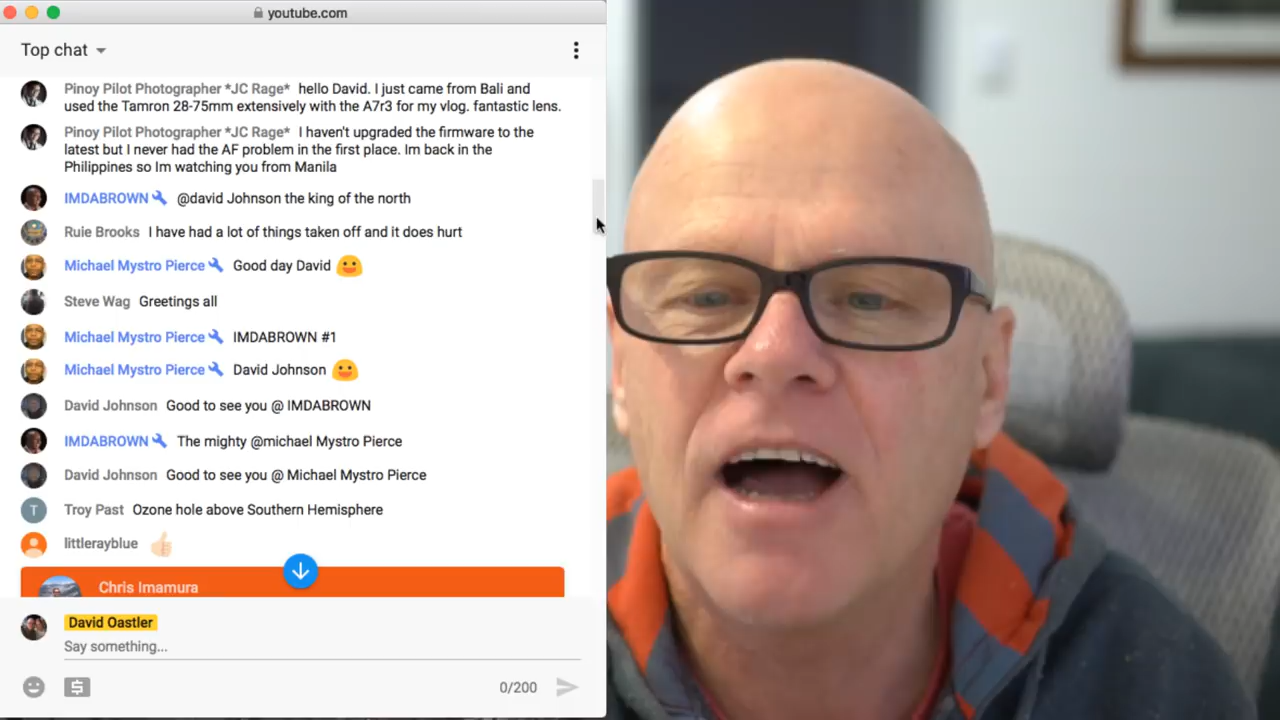 youtube.com
Top chat
Pinoy Pilot Photographer *JC Rage* hello David. I just came from Bali and
used the Tamron 28-75mm extensively with the A7r3 for my vlog. fantastic lens.
Pinoy Pilot Photographer *JC Rage* I haven't upgraded the firmware to the
latest but I never had the AF problem in the first place. Im back in the
Philippines so Im watching you from Manila
IMDABROWN @david Johnson the king of the north
Ruie Brooks I have had a lot of things taken off and it does hurt
Michael Mystro Pierce Good day David
Steve Wag Greetings all
Michael Mystro Pierce IMDABROWN #1
Michael Mystro Pierce David Johnson
David Johnson Good to see you @ IMDABROWN
IMDABROWN The mighty @michael Mystro Pierce
David Johnson Good to see you @ Michael Mystro Pierce
T Troy Past Ozone hole above Southern Hemisphere
littlerayblue
Chris Imamura
David Oastler
Say something...
$ 0/200